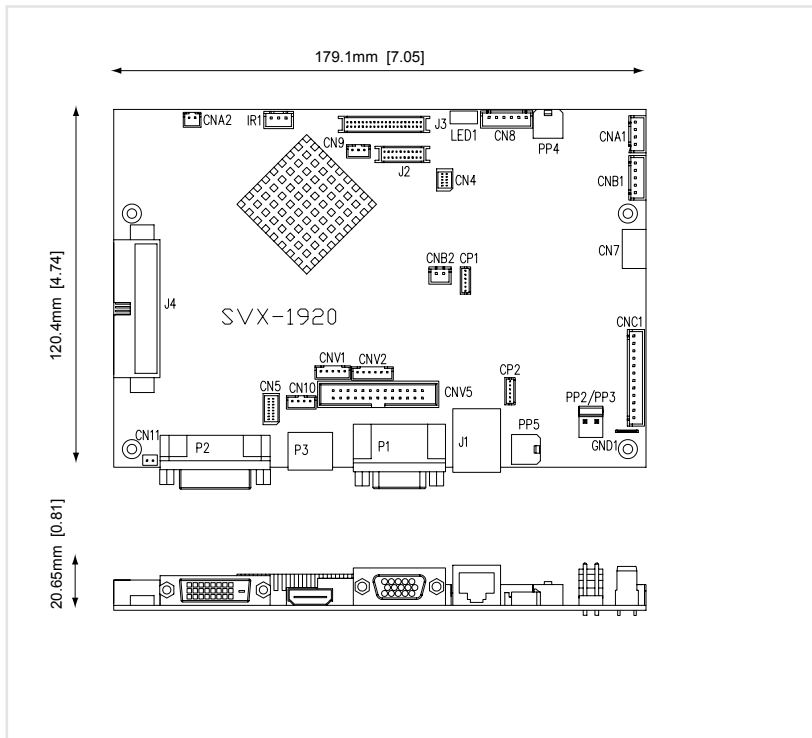 179.1mm [7.05]
CNA2
IR1
J3
LED1
CN8
PP4
CNA1
CN9
J2
CN4
CNB1
120.4mm [4.74]
CNB2
CP1
CN7
J4
SVX-1920
CNC1
CNV1
CNV2
CN5
CN10
CNV5
CP2
PP2/PP3
CN11
P2
P3
P1
J1
PP5
GND1
20.65mm [0.81]